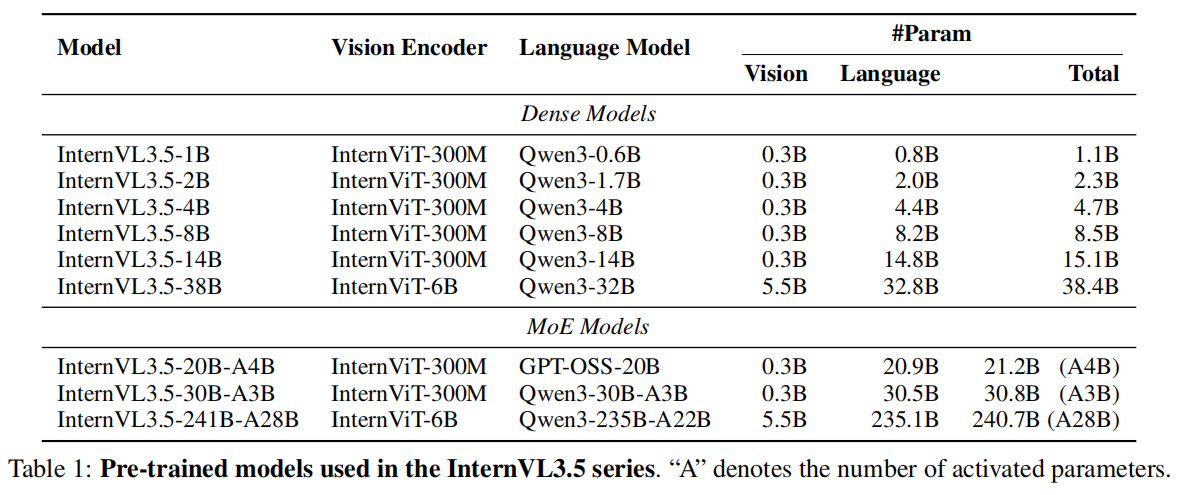 Model Vision Encoder Language Model #Param
Vision Language Total
Dense Models
InternVL3.5-1B InternViT-300M Qwen3-0.6B 0.3B 0.8B 1.1B
InternVL3.5-2B InternViT-300M Qwen3-1.7B 0.3B 2.0B 2.3B
InternVL3.5-4B InternViT-300M Qwen3-4B 0.3B 4.4B 4.7B
InternVL3.5-8B InternViT-300M Qwen3-8B 0.3B 8.2B 8.5B
InternVL3.5-14B InternViT-300M Qwen3-14B 0.3B 14.8B 15.1B
InternVL3.5-38B InternViT-6B Qwen3-32B 5.5B 32.8B 38.4B
MoE Models
InternVL3.5-20B-A4B InternViT-300M GPT-OSS-20B 0.3B 20.9B 21.2B (A4B)
InternVL3.5-30B-A3B InternViT-300M Qwen3-30B-A3B 0.3B 30.5B 30.8B (A3B)
InternVL3.5-241B-A28B InternViT-6B Qwen3-235B-A22B 5.5B 235.1B 240.7B (A28B)
Table 1: Pre-trained models used in the InternVL3.5 series. “A” denotes the number of activated parameters.